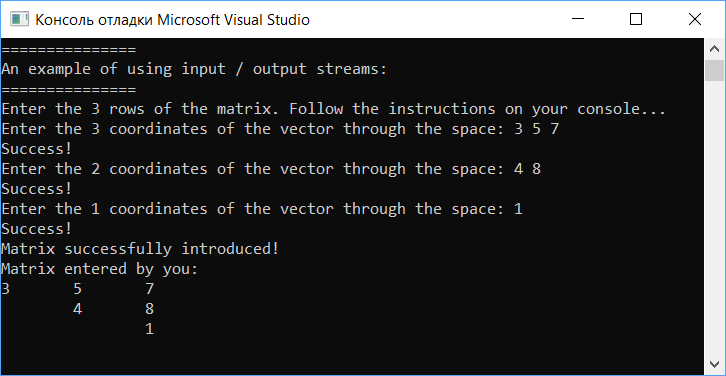 Консоль отладки Microsoft Visual Studio
===============
An example of using input / output streams:
===============
Enter the 3 rows of the matrix. Follow the instructions on your console...
Enter the 3 coordinates of the vector through the space: 3 5 7
Success!
Enter the 2 coordinates of the vector through the space: 4 8
Success!
Enter the 1 coordinates of the vector through the space: 1
Success!
Matrix successfully introduced!
Matrix entered by you:
3       5       7
        4       8
                1